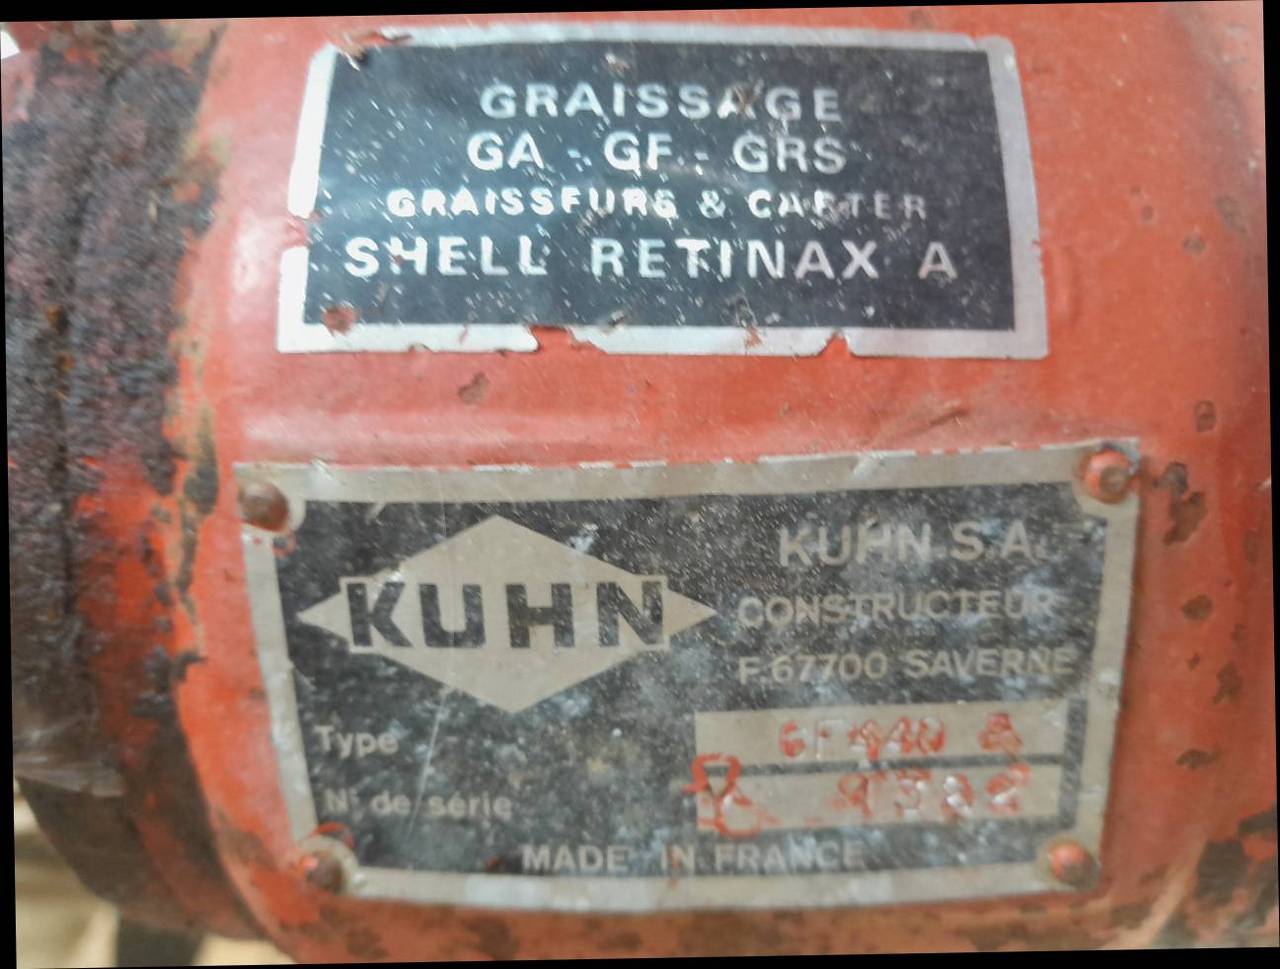 GRAISSAGE
GA - GF - GRS
GRAISSEURS & CARTER
SHELL RETINAX A
KUHN
KUHN S.A.
CONSTRUCTEUR
F.67700 SAVERNE
Type
N° de série
MADE IN FRANCE